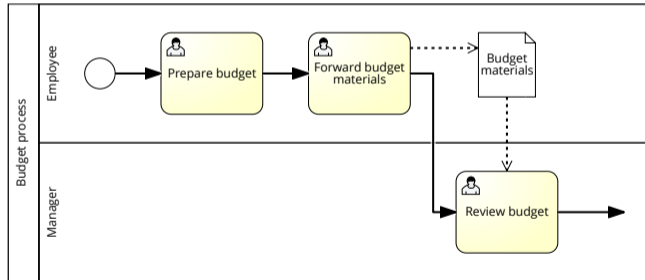 Budget process
Employee
Prepare budget
Forward budget
materials
Budget
materials
Manager
Review budget